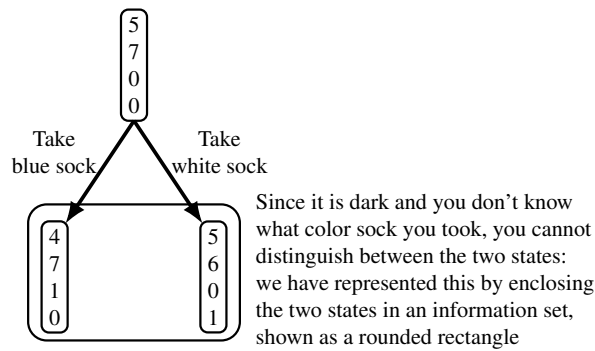 5
7
0
0
Take
blue sock
Take
white sock
4
7
1
0
5
6
0
1
Since it is dark and you don't know
what color sock you took, you cannot
distinguish between the two states:
we have represented this by enclosing
the two states in an information set,
shown as a rounded rectangle